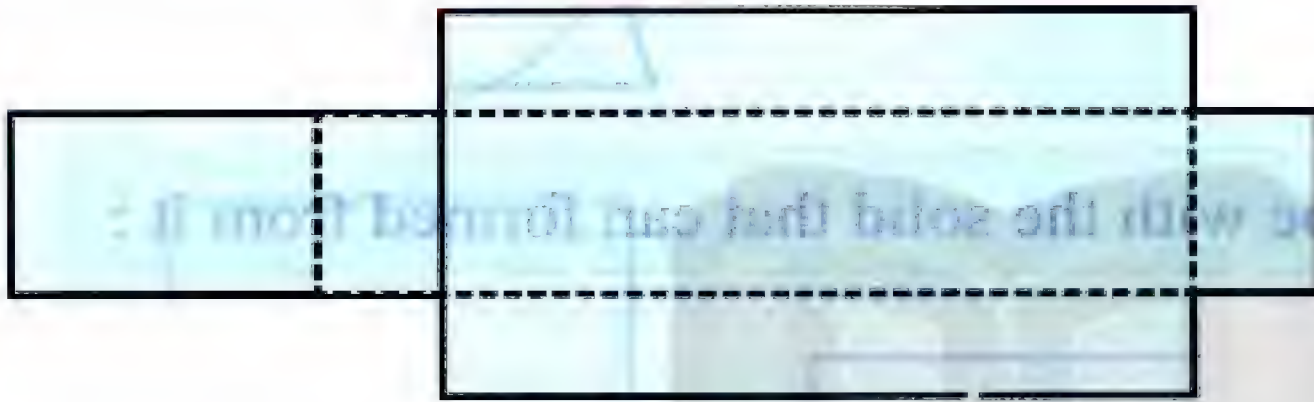 e with the solid that can formed from it :